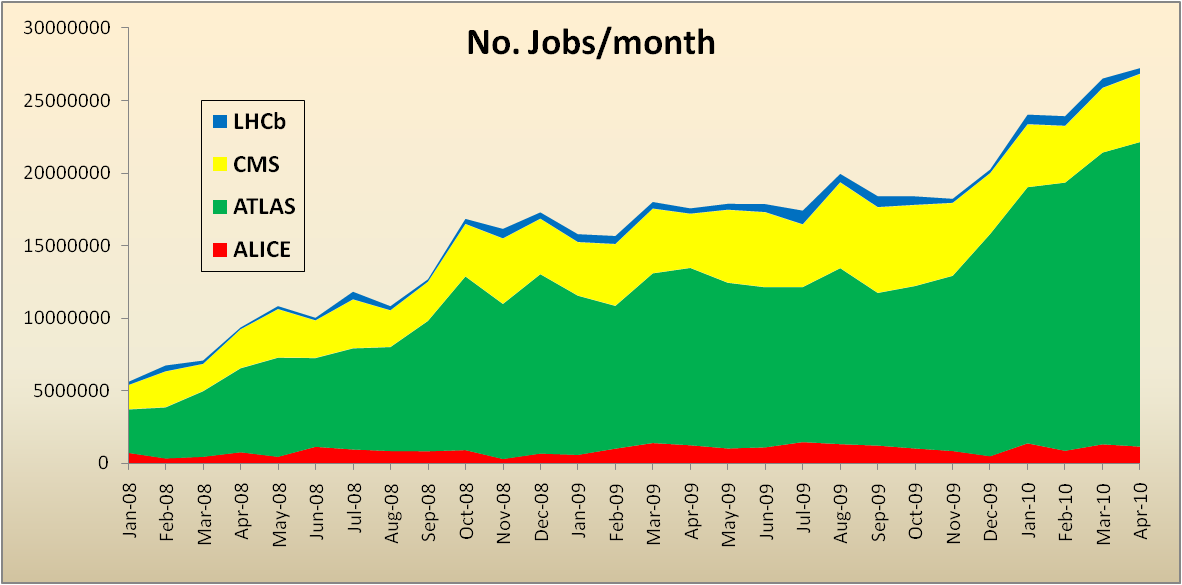 No. Jobs/month
30000000
25000000
20000000
15000000
10000000
5000000
0
LHCb
CMS
ATLAS
ALICE
Jan-08
Feb-08
Mar-08
Apr-08
May-08
Jun-08
Jul-08
Aug-08
Sep-08
Oct-08
Nov-08
Dec-08
Jan-09
Feb-09
Mar-09
Apr-09
May-09
Jun-09
Jul-09
Aug-09
Sep-09
Oct-09
Nov-09
Dec-09
Jan-10
Feb-10
Mar-10
Apr-10